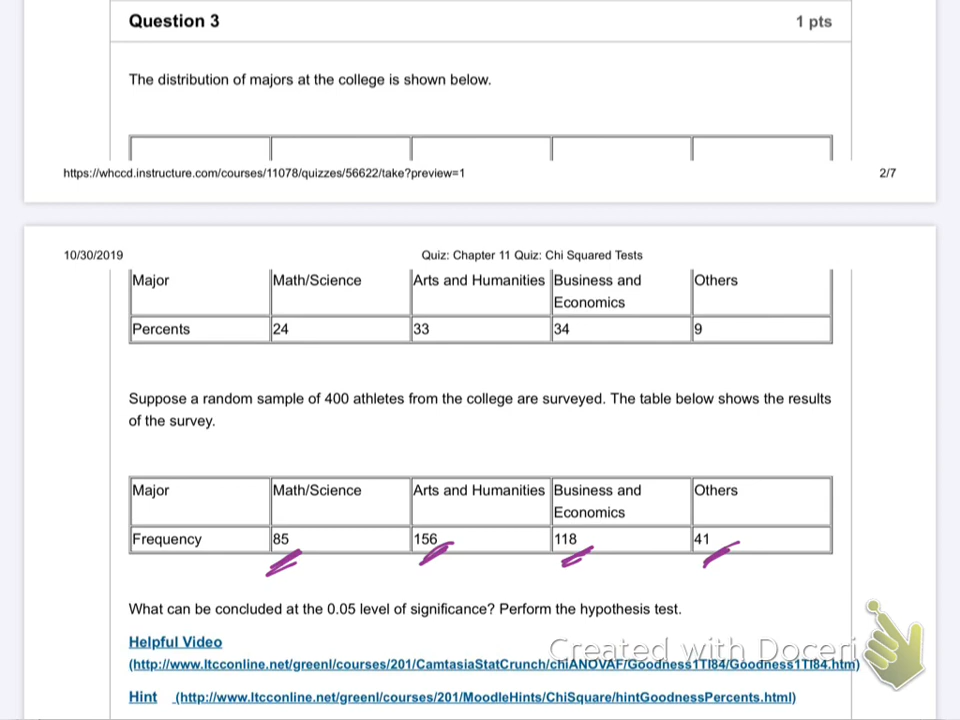 Question 3 1 pts
The distribution of majors at the college is shown below.
https://whccd.instructure.com/courses/11078/quizzes/56622/take?preview=1 2/7
10/30/2019 Quiz: Chapter 11 Quiz: Chi Squared Tests
Major Math/Science Arts and Humanities Business and Economics Others
Percents 24 33 34 9
Suppose a random sample of 400 athletes from the college are surveyed. The table below shows the results
of the survey.
Major Math/Science Arts and Humanities Business and Economics Others
Frequency 85 156 118 41
What can be concluded at the 0.05 level of significance? Perform the hypothesis test.
Helpful Video
(http://www.ltcconline.net/greenl/courses/201/CamtasiaStatCrunch/chiANOVAF/Goodness1TI84/Goodness1TI84.htm)
Hint (http://www.ltcconline.net/greenl/courses/201/MoodleHints/ChiSquare/hintGoodnessPercents.html)
Created with Doceri